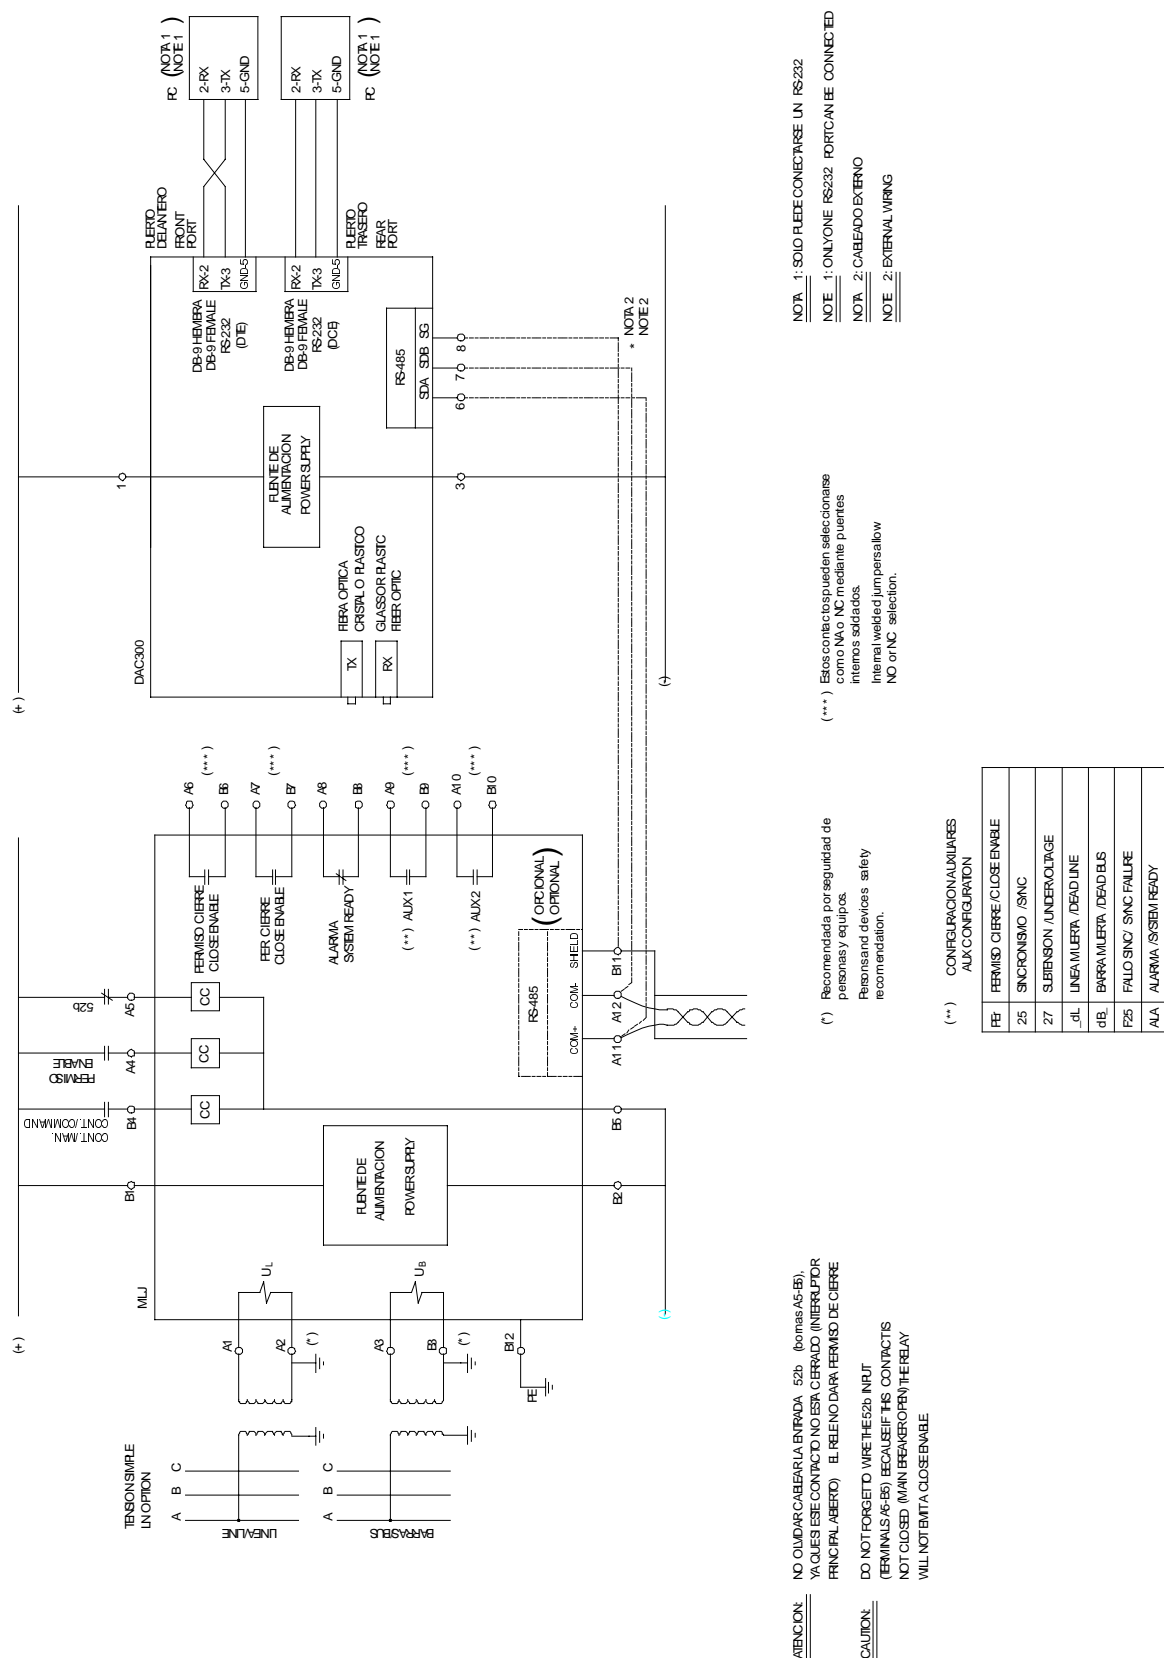 (+)
(+)
TENSION SIMPLE
LN OPTION
A B C
LINEA/LINE
A B C
BARRAS/BUS
A1
A2
(*)
A3
B3
(*)
B12
PE
MLJ
U_L
U_B
B1
FUENTE DE
ALIMENTACION
POWER SUPPLY
B2
(-)
CONT./MAN.
CONT./COMMAND
B4
CC
PERMISO
ENABLE
A4
CC
52b
A5
CC
B5
PERMISO CIERRE
CLOSE ENABLE
A6
B6
(***)
PER CIERRE
CLOSE ENABLE
A7
B7
(***)
ALARMA
SYSTEM READY
A8
B8
(**) AUX1
A9
B9
(***)
(**) AUX2
A10
B10
(***)
RS-485
(OPCIONAL
OPTIONAL)
COM+ COM- SHIELD
A11 A12 B11
DAC300
1
FUENTE DE
ALIMENTACION
POWER SUPPLY
3
(-)
TX
FIBRA OPTICA
CRISTAL O PLASTCO
RX
GLASS OR PLASTC
FIBER OPTIC
RS-485
SDA SDB SG
6 7 8
* NOTA 2
NOTE 2
DB-9 HEMBRA
DB-9 FEMALE
RS-232
(DTE)
RX-2
TX-3
GND-5
PUERTO
DELANTERO
FRONT
PORT
DB-9 HEMBRA
DB-9 FEMALE
RS-232
(DCE)
RX-2
TX-3
GND-5
PUERTO
TRASERO
REAR
PORT
PC (NOTA 1
NOTE 1)
2-RX
3-TX
5-GND
PC (NOTA 1
NOTE 1)
2-RX
3-TX
5-GND
ATENCION: NO OLVIDAR CABLEAR LA ENTRADA 52b (bornas A5-B5),
YA QUE SI ESTE CONTACTO NO ESTA CERRADO (INTERRUPTOR
PRINCIPAL ABIERTO) EL RELE NO DARA PERMISO DE CIERRE
CAUTION: DO NOT FORGET TO WIRE THE 52b INPUT
(TERMINALS A5-B5) BECAUSE IF THIS CONTACT IS
NOT CLOSED (MAIN BREAKER OPEN) THE RELAY
WILL NOT EMIT A CLOSE ENABLE
(*) Recomendada por seguridad de
personas y equipos.
Persons and devices safety
recomendation.
(**) CONFIGURACION AUXILIARES
AUX CONFIGURATION
PEr PERMISO CIERRE / CLOSE ENABLE
25 SINCRONISMO / SYNC
27 SUBTENSION / UNDERVOLTAGE
_dL LINEA MUERTA / DEAD LINE
dB_ BARRA MUERTA / DEAD BUS
F25 FALLO SINC/ SYNC FAILURE
ALA ALARMA / SYSTEM READY
(***) Estos contactos pueden seleccionarse
como NA o NC mediante puentes
internos soldados.
Internal welded jumpers allow
NO or NC selection.
NOTA 1: SOLO PUEDE CONECTARSE UN RS-232
NOTE 1: ONLY ONE RS232 PORT CAN BE CONNECTED
NOTA 2: CABLEADO EXTERNO
NOTE 2: EXTERNAL WIRING